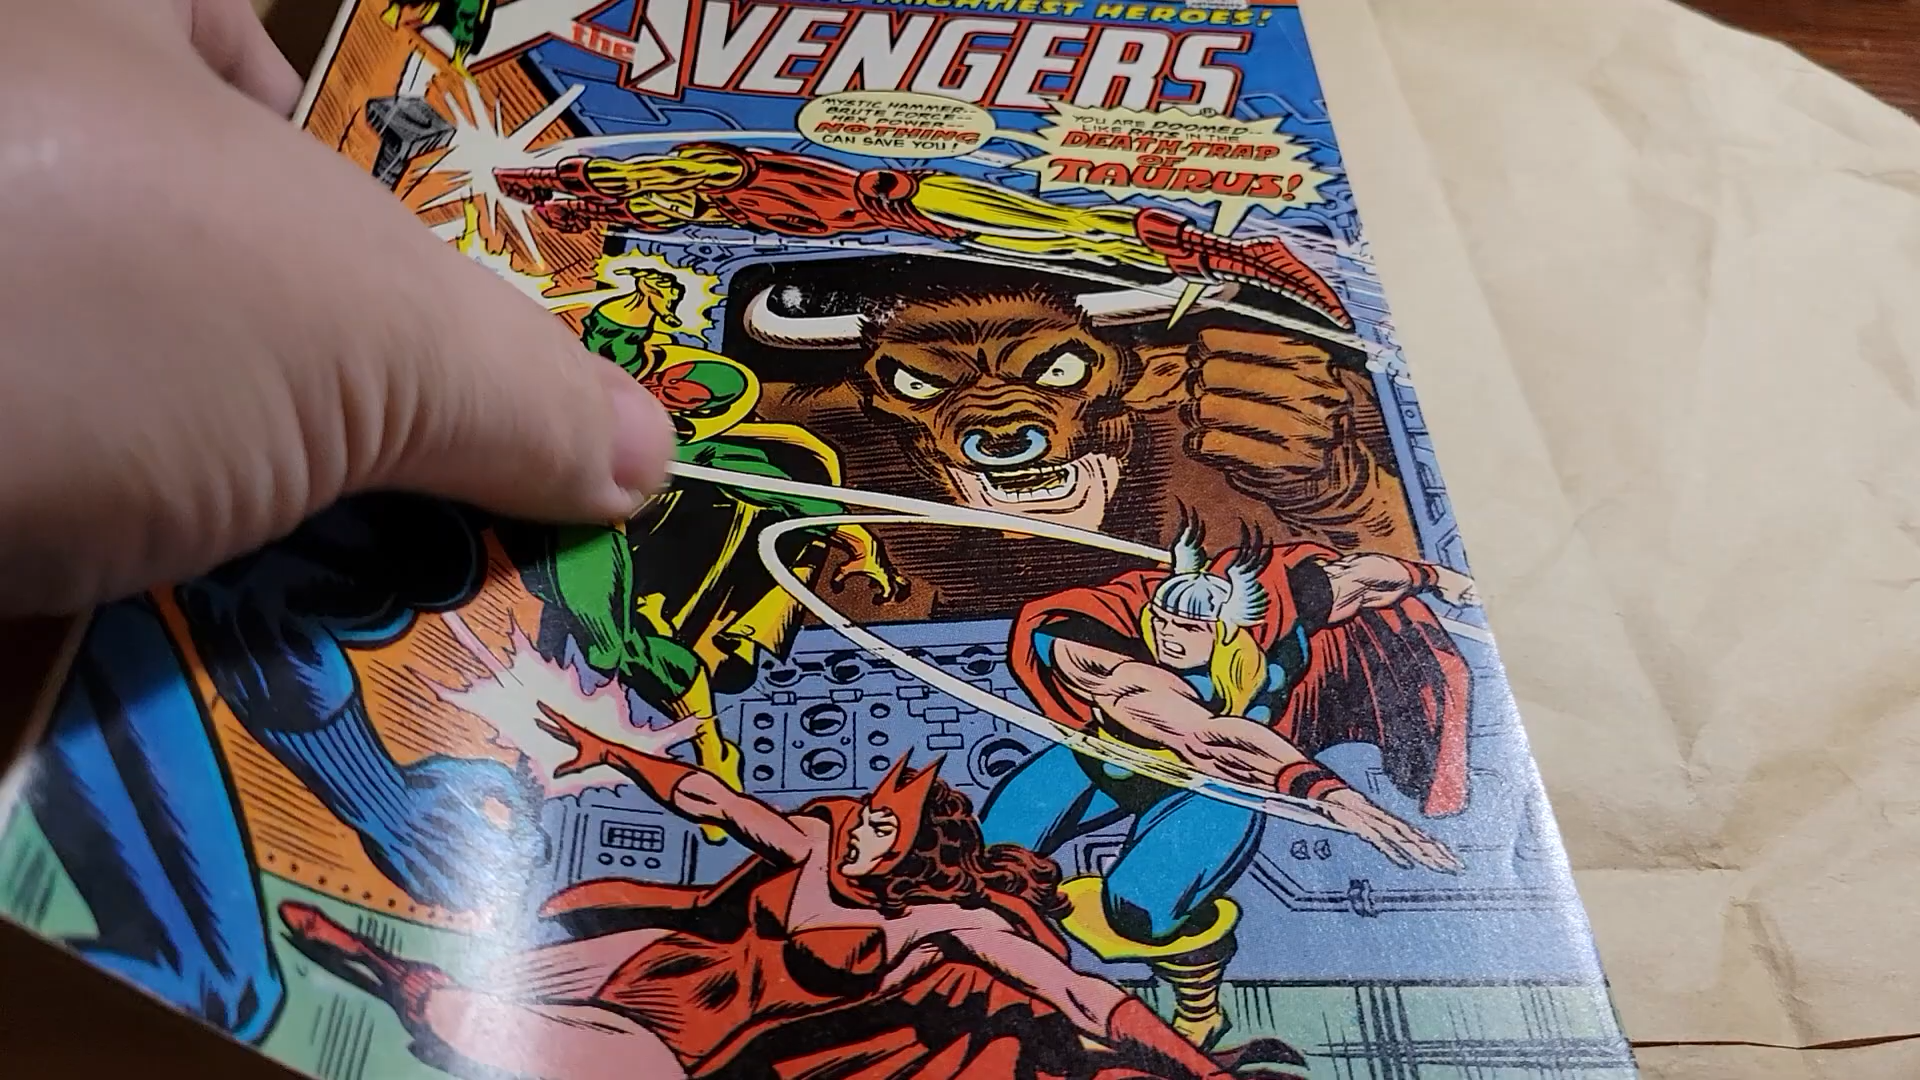 MIGHTIEST HEROES!
the AVENGERS
MYSTIC HAMMER--
BRUTE FORCE--
HEX POWER--
NOTHING
CAN SAVE YOU!
YOU ARE DOOMED--
LIKE RATS IN THE
DEATH-TRAP
OF
TAURUS!